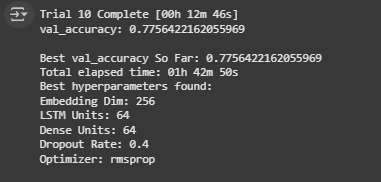 Trial 10 Complete [00h 12m 46s]
val_accuracy: 0.7756422162055969
Best val_accuracy So Far: 0.7756422162055969
Total elapsed time: 01h 42m 50s
Best hyperparameters found:
Embedding Dim: 256
LSTM Units: 64
Dense Units: 64
Dropout Rate: 0.4
Optimizer: rmsprop